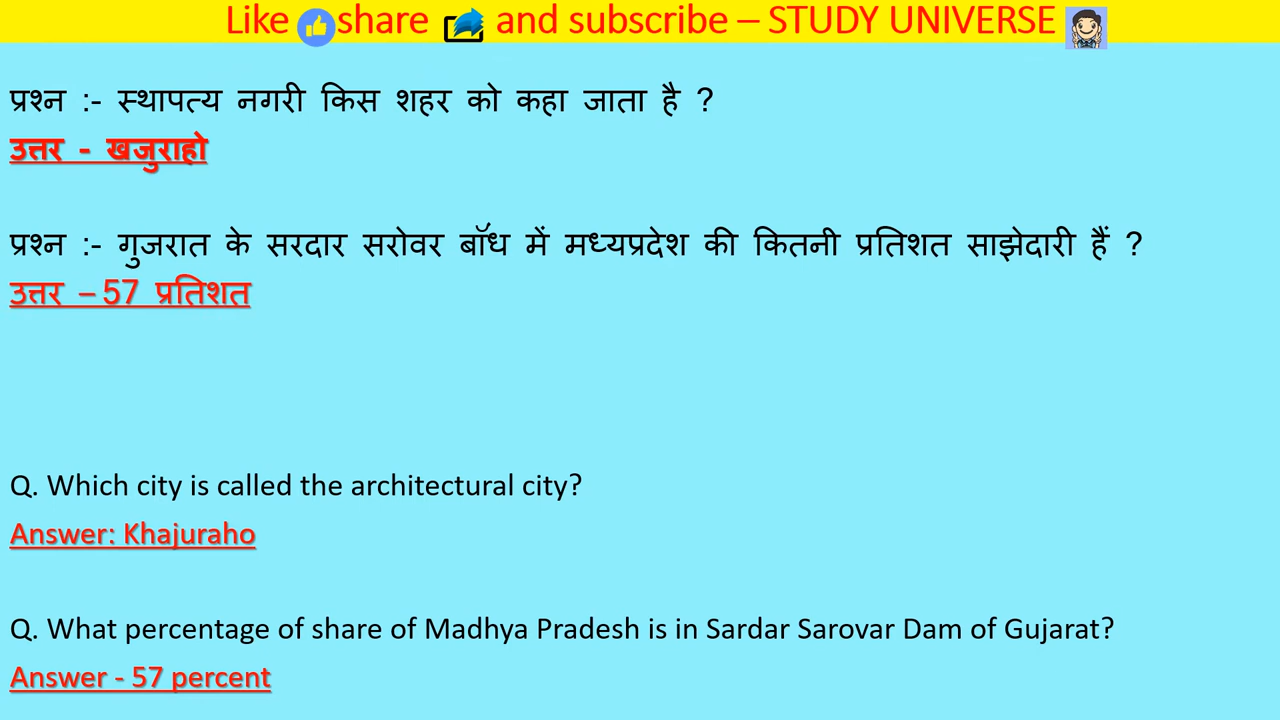 Like share and subscribe – STUDY UNIVERSE
प्रश्न :- स्थापत्य नगरी किस शहर को कहा जाता है ?
उत्तर - खजुराहो
प्रश्न :- गुजरात के सरदार सरोवर बॉंध में मध्यप्रदेश की कितनी प्रतिशत साझेदारी हैं ?
उत्तर – 57 प्रतिशत
Q. Which city is called the architectural city?
Answer: Khajuraho
Q. What percentage of share of Madhya Pradesh is in Sardar Sarovar Dam of Gujarat?
Answer - 57 percent